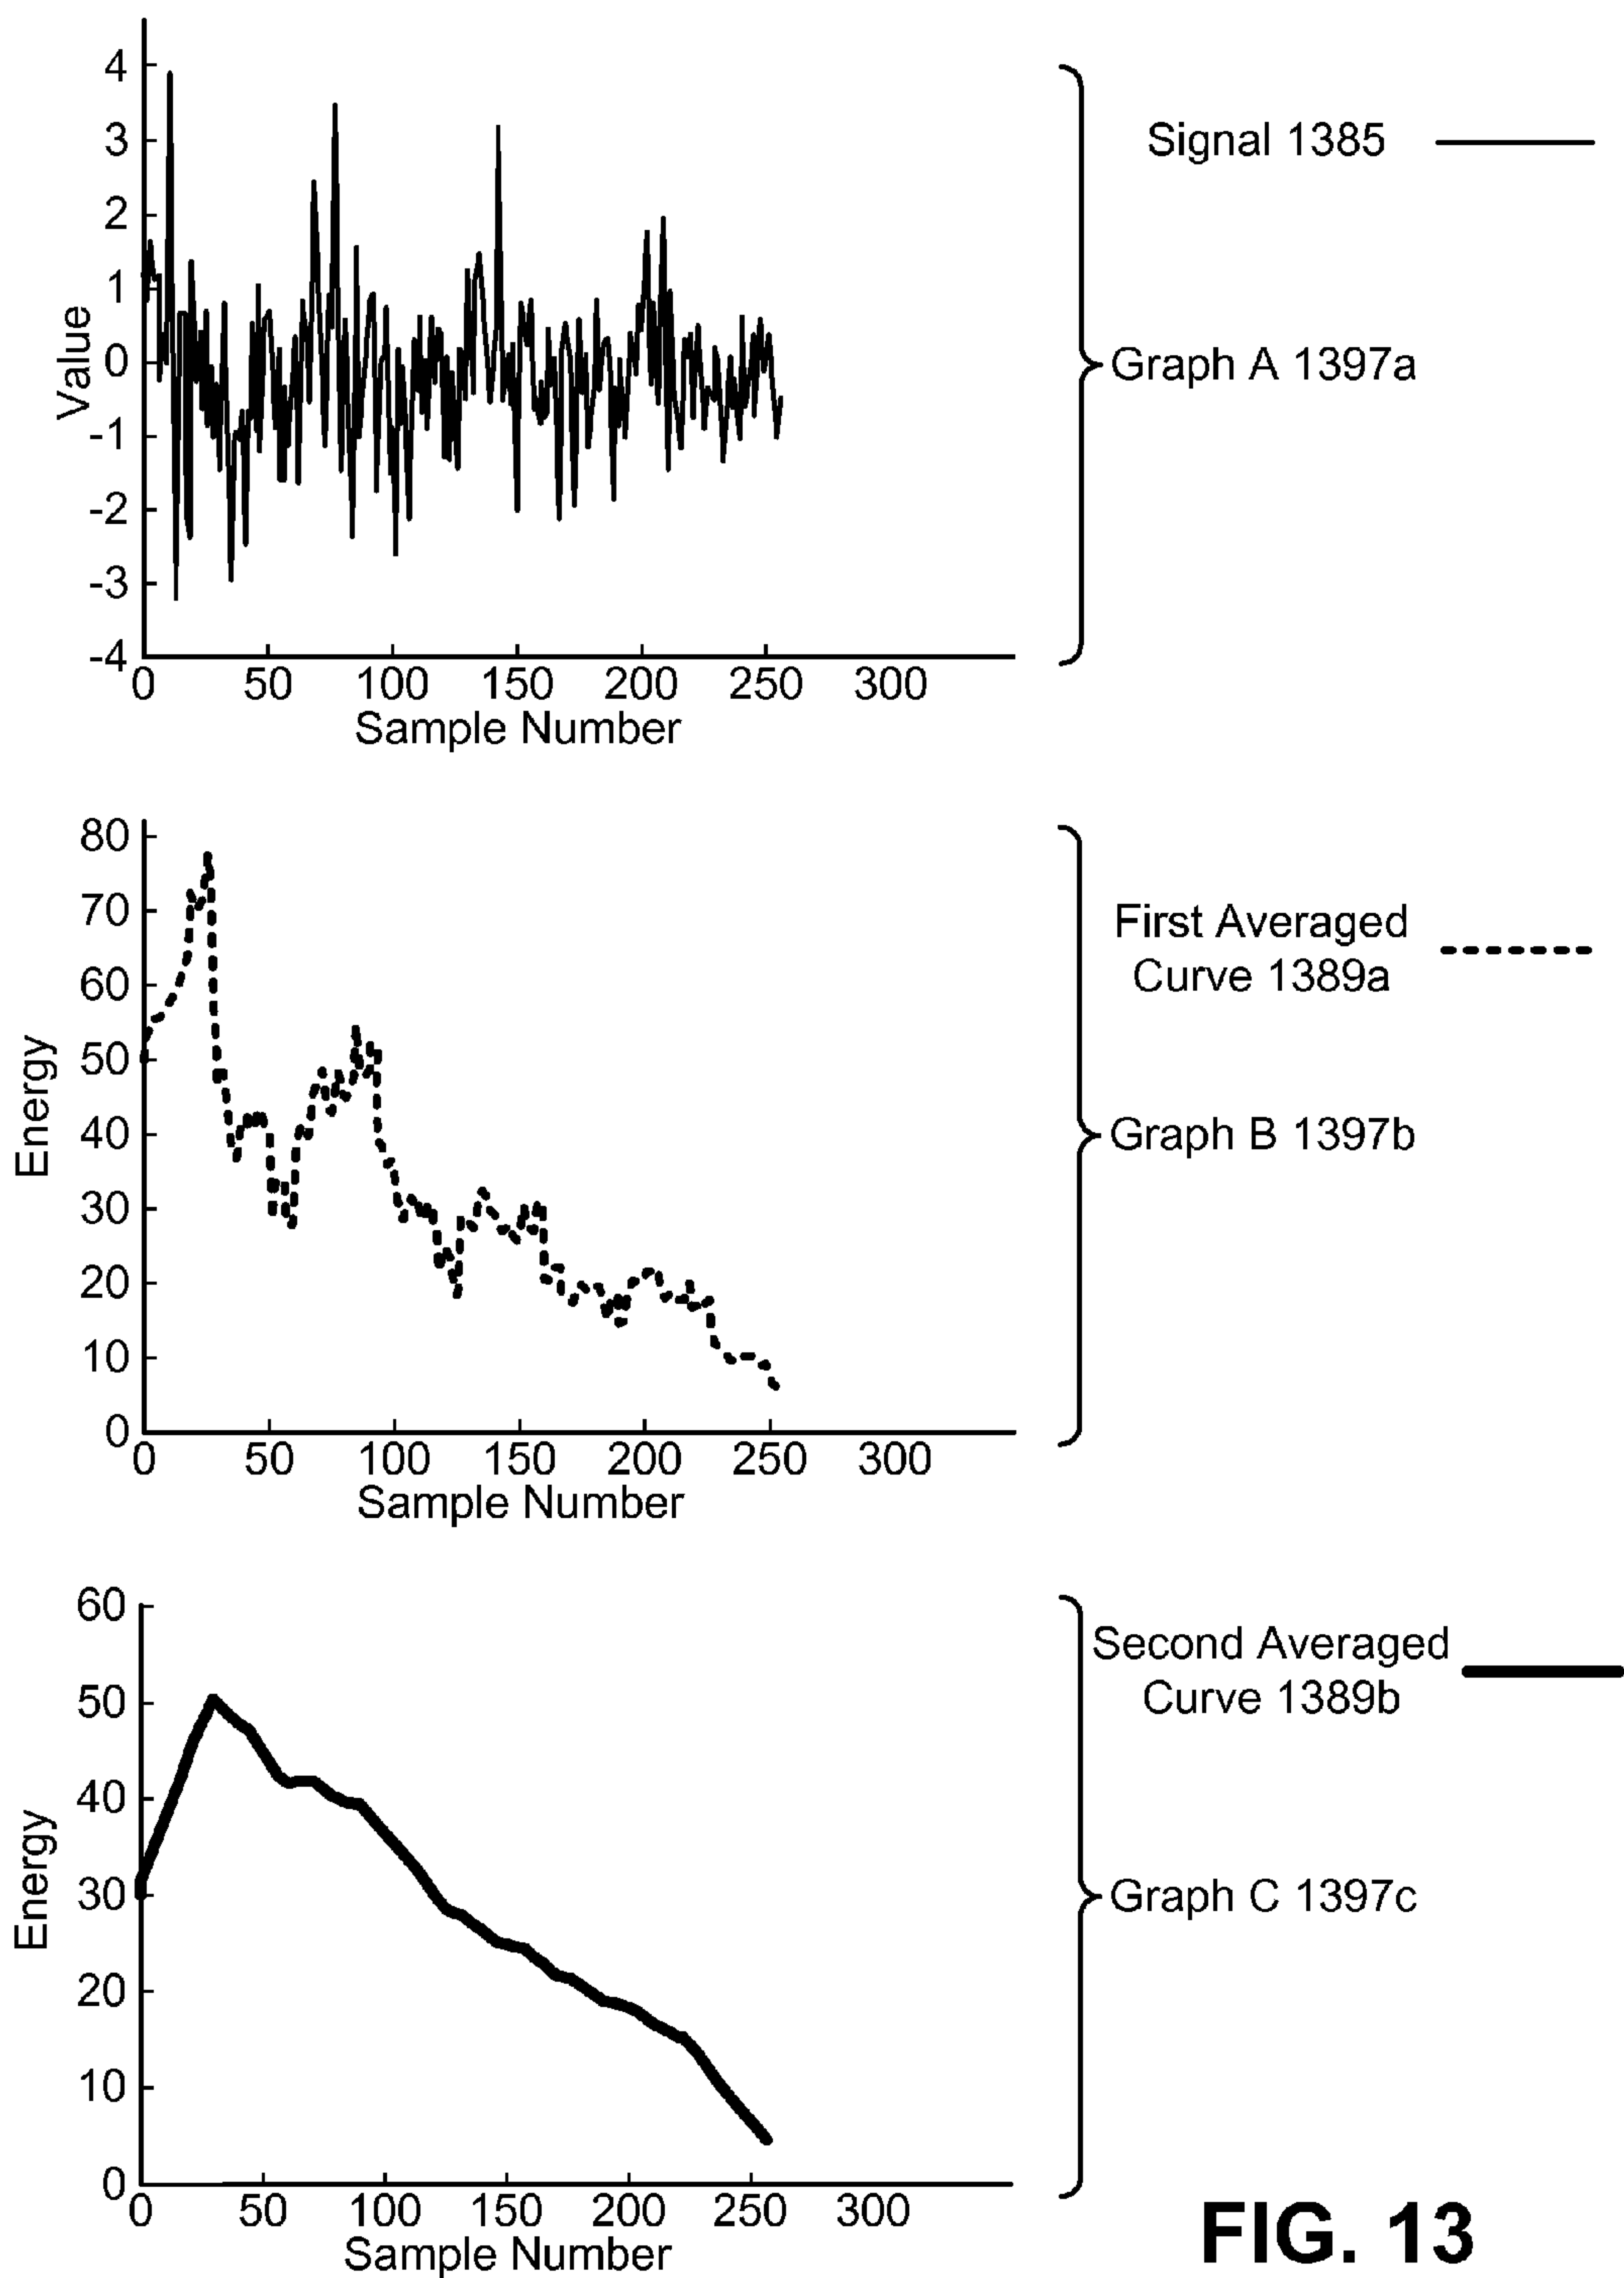 4
3
2
1
0
-1
-2
-3
-4
Value
0 50 100 150 200 250 300
Sample Number
Signal 1385
Graph A 1397a
80
70
60
50
40
30
20
10
0
Energy
0 50 100 150 200 250 300
Sample Number
First Averaged
Curve 1389a
Graph B 1397b
60
50
40
30
20
10
0
Energy
0 50 100 150 200 250 300
Sample Number
Second Averaged
Curve 1389b
Graph C 1397c
FIG. 13